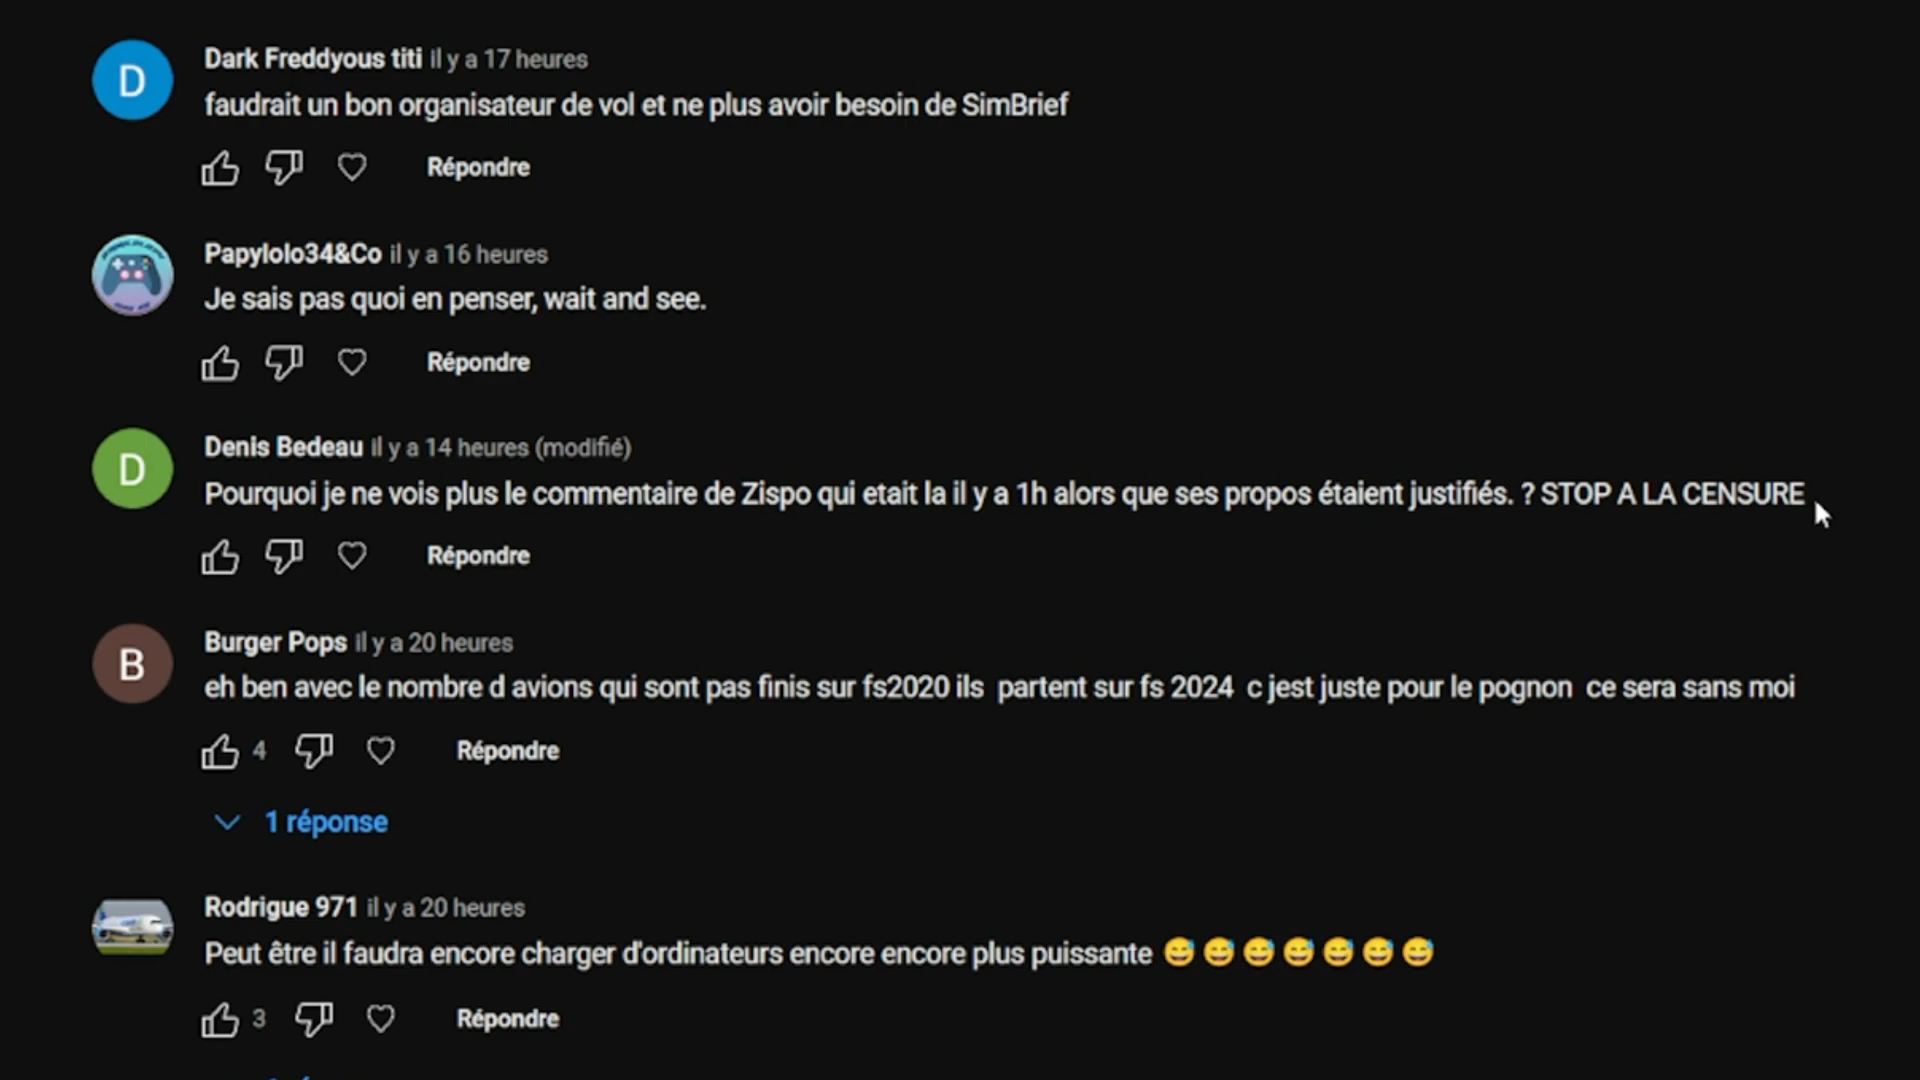 D
Dark Freddyous titi il y a 17 heures
faudrait un bon organisateur de vol et ne plus avoir besoin de SimBrief
Répondre
Papylolo34&Co il y a 16 heures
Je sais pas quoi en penser, wait and see.
Répondre
D
Denis Bedeau il y a 14 heures (modifié)
Pourquoi je ne vois plus le commentaire de Zispo qui etait la il y a 1h alors que ses propos étaient justifiés. ? STOP A LA CENSURE
Répondre
B
Burger Pops il y a 20 heures
eh ben avec le nombre d avions qui sont pas finis sur fs2020 ils partent sur fs 2024 c jest juste pour le pognon ce sera sans moi
4 Répondre
1 réponse
Rodrigue 971 il y a 20 heures
Peut être il faudra encore charger d'ordinateurs encore encore plus puissante 😅😅😅😅😅😅😅
3 Répondre